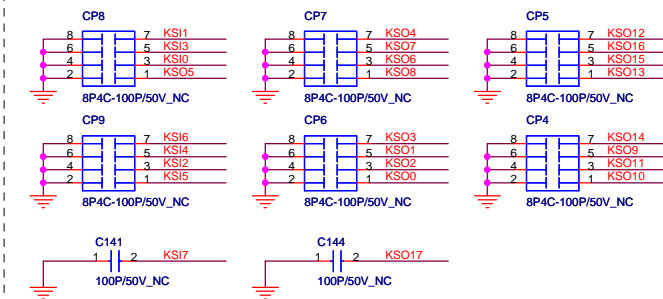 CP8 CP7 CP5
8 7 KSI1 8 7 KSO4 8 7 KSO12
6 5 KSI3 6 5 KSO7 6 5 KSO16
4 3 KSI0 4 3 KSO6 4 3 KSO15
2 1 KSO5 2 1 KSO8 2 1 KSO13
8P4C-100P/50V_NC 8P4C-100P/50V_NC 8P4C-100P/50V_NC
CP9 CP6 CP4
8 7 KSI6 8 7 KSO3 8 7 KSO14
6 5 KSI4 6 5 KSO1 6 5 KSO9
4 3 KSI2 4 3 KSO2 4 3 KSO11
2 1 KSI5 2 1 KSO0 2 1 KSO10
8P4C-100P/50V_NC 8P4C-100P/50V_NC 8P4C-100P/50V_NC
C141 C144
1 2 KSI7 1 2 KSO17
100P/50V_NC 100P/50V_NC